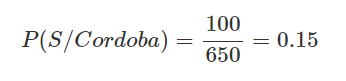 P(S/Cordoba) = 100/650 = 0.15